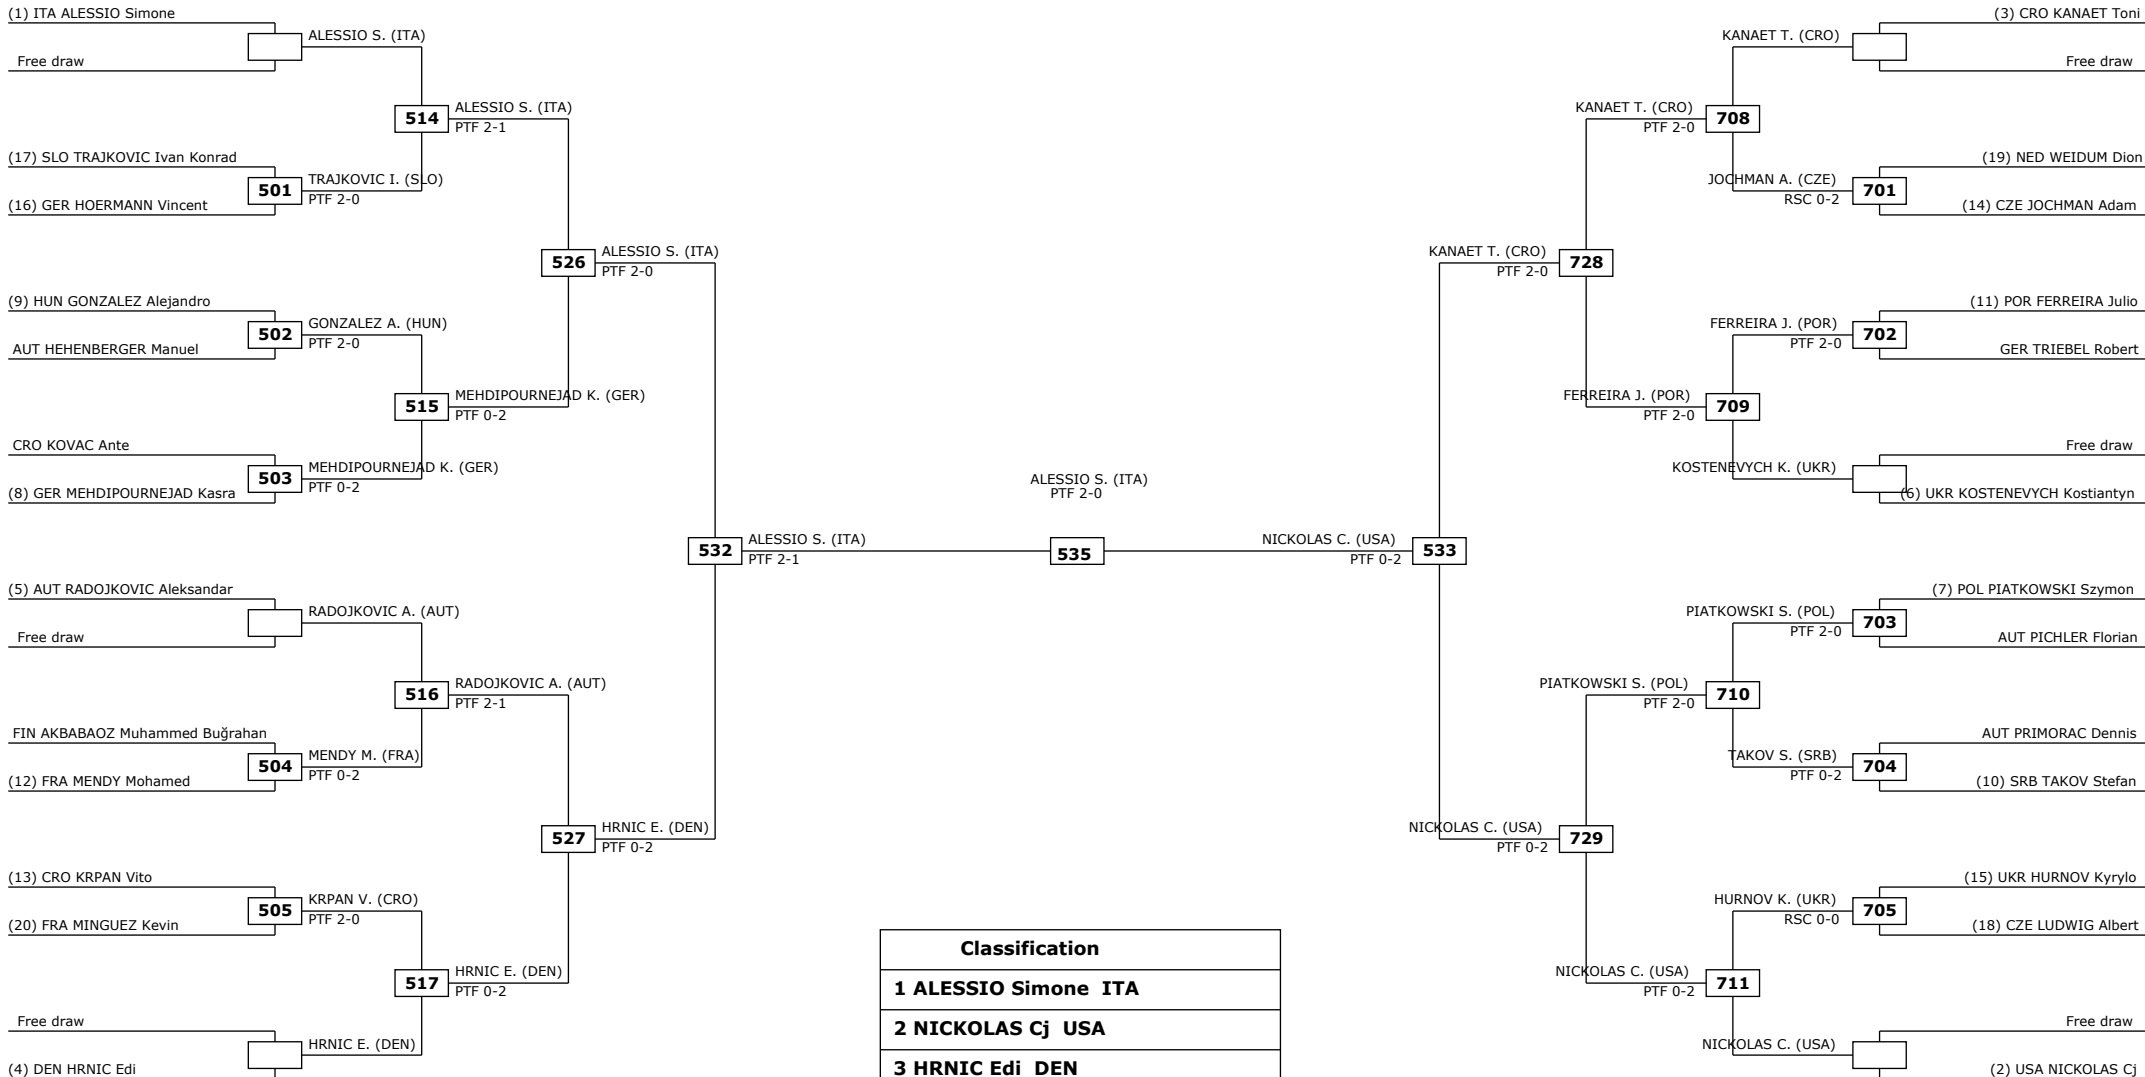 (1) ITA ALESSIO Simone
ALESSIO S. (ITA)
Free draw
ALESSIO S. (ITA)
514
PTF 2-1
(17) SLO TRAJKOVIC Ivan Konrad
501
TRAJKOVIC I. (SLO)
PTF 2-0
(16) GER HOERMANN Vincent
ALESSIO S. (ITA)
526
PTF 2-0
(9) HUN GONZALEZ Alejandro
502
GONZALEZ A. (HUN)
PTF 2-0
AUT HEHENBERGER Manuel
MEHDIPOURNEJAD K. (GER)
515
PTF 0-2
CRO KOVAC Ante
503
MEHDIPOURNEJAD K. (GER)
PTF 0-2
(8) GER MEHDIPOURNEJAD Kasra
ALESSIO S. (ITA)
532
PTF 2-1
(5) AUT RADOJKOVIC Aleksandar
RADOJKOVIC A. (AUT)
Free draw
RADOJKOVIC A. (AUT)
516
PTF 2-1
FIN AKBABAOZ Muhammed Buğrahan
504
MENDY M. (FRA)
PTF 0-2
(12) FRA MENDY Mohamed
HRNIC E. (DEN)
527
PTF 0-2
(13) CRO KRPAN Vito
505
KRPAN V. (CRO)
PTF 2-0
(20) FRA MINGUEZ Kevin
HRNIC E. (DEN)
517
PTF 0-2
Free draw
HRNIC E. (DEN)
(4) DEN HRNIC Edi
ALESSIO S. (ITA)
PTF 2-0
535
Classification
1 ALESSIO Simone ITA
2 NICKOLAS Cj USA
3 HRNIC Edi DEN
(3) CRO KANAET Toni
KANAET T. (CRO)
Free draw
KANAET T. (CRO)
PTF 2-0
708
(19) NED WEIDUM Dion
JOCHMAN A. (CZE)
RSC 0-2
701
(14) CZE JOCHMAN Adam
KANAET T. (CRO)
PTF 2-0
728
(11) POR FERREIRA Julio
FERREIRA J. (POR)
PTF 2-0
702
GER TRIEBEL Robert
FERREIRA J. (POR)
PTF 2-0
709
Free draw
KOSTENEVYCH K. (UKR)
(6) UKR KOSTENEVYCH Kostiantyn
NICKOLAS C. (USA)
PTF 0-2
533
(7) POL PIATKOWSKI Szymon
PIATKOWSKI S. (POL)
PTF 2-0
703
AUT PICHLER Florian
PIATKOWSKI S. (POL)
PTF 2-0
710
AUT PRIMORAC Dennis
TAKOV S. (SRB)
PTF 0-2
704
(10) SRB TAKOV Stefan
NICKOLAS C. (USA)
PTF 0-2
729
(15) UKR HURNOV Kyrylo
HURNOV K. (UKR)
RSC 0-0
705
(18) CZE LUDWIG Albert
NICKOLAS C. (USA)
PTF 0-2
711
Free draw
NICKOLAS C. (USA)
(2) USA NICKOLAS Cj